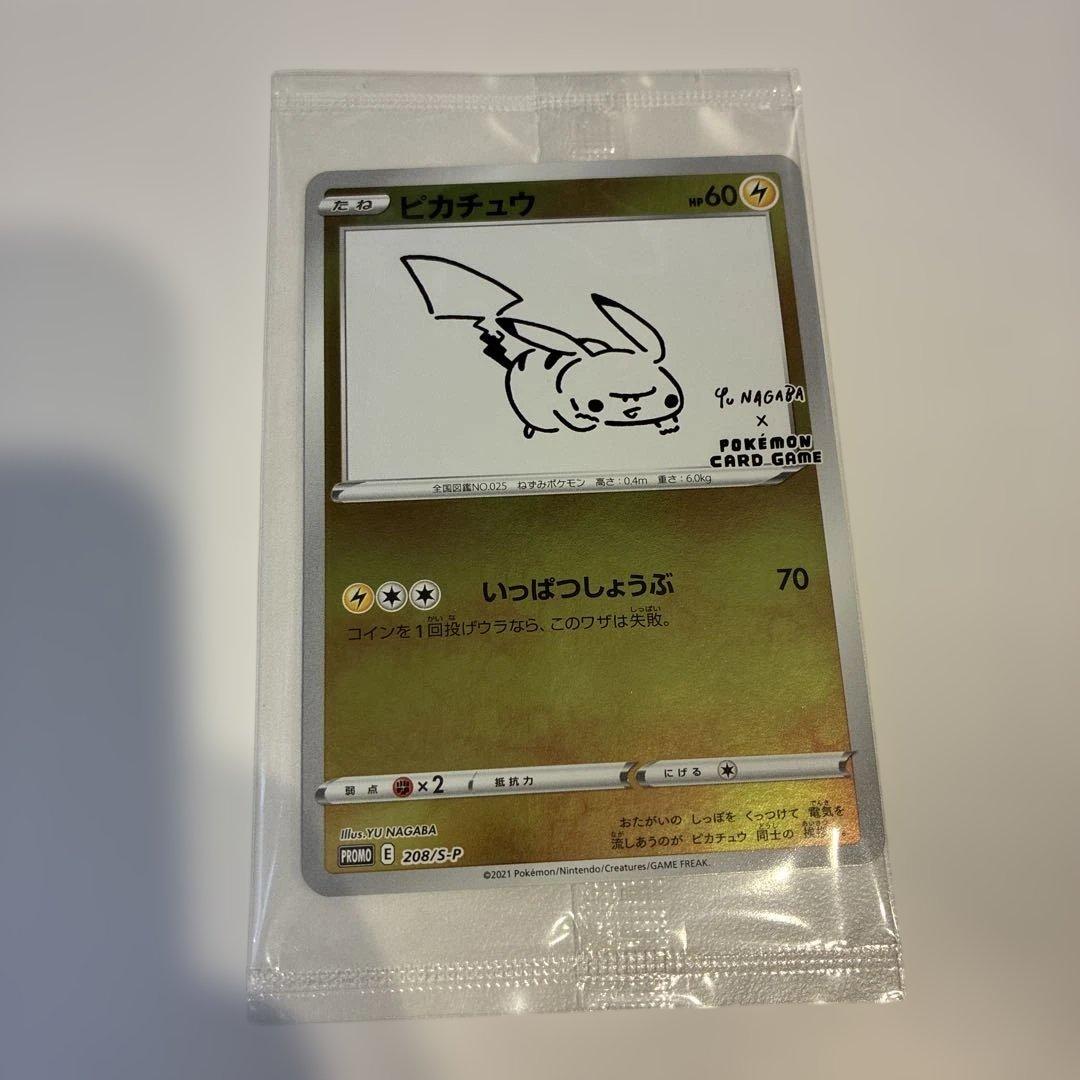 たね ピカチュウ HP60
YU NAGABA
×
POKÉMON
CARD GAME
全国図鑑NO.025 ねずみポケモン 高さ:0.4m 重さ:6.0kg
いっぱつしょうぶ 70
コインを1回投げウラなら、このワザは失敗。
弱点 ×2 抵抗力 にげる
おたがいの しっぽを くっつけて 電気を
流しあうのが ピカチュウ 同士の
Illus.YU NAGABA
PROMO E 208/S-P
©2021 Pokémon/Nintendo/Creatures/GAME FREAK.